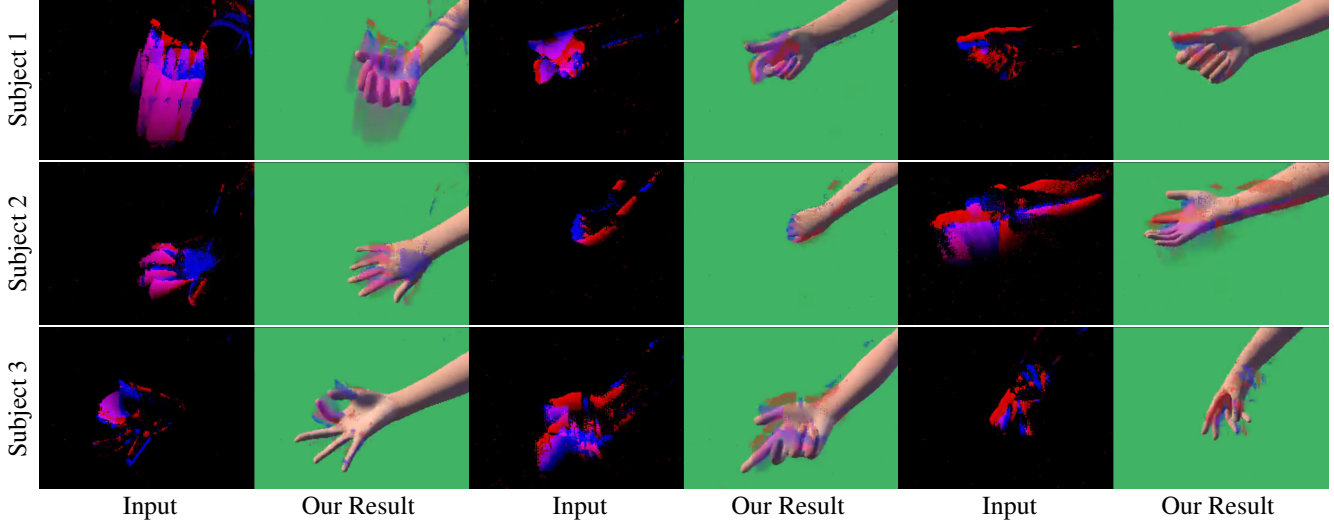 Subject 1
Subject 2
Subject 3
Input
Our Result
Input
Our Result
Input
Our Result